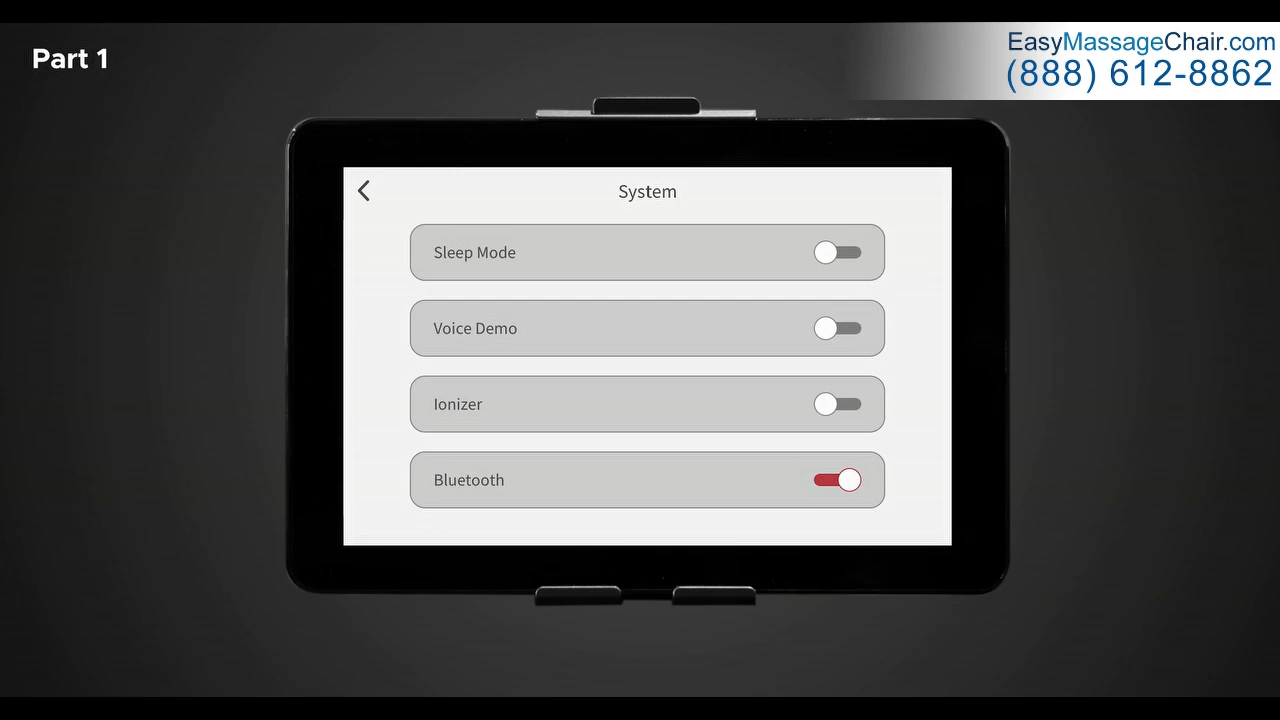 Part 1
EasyMassageChair.com
(888) 612-8862
System
Sleep Mode
Voice Demo
Ionizer
Bluetooth